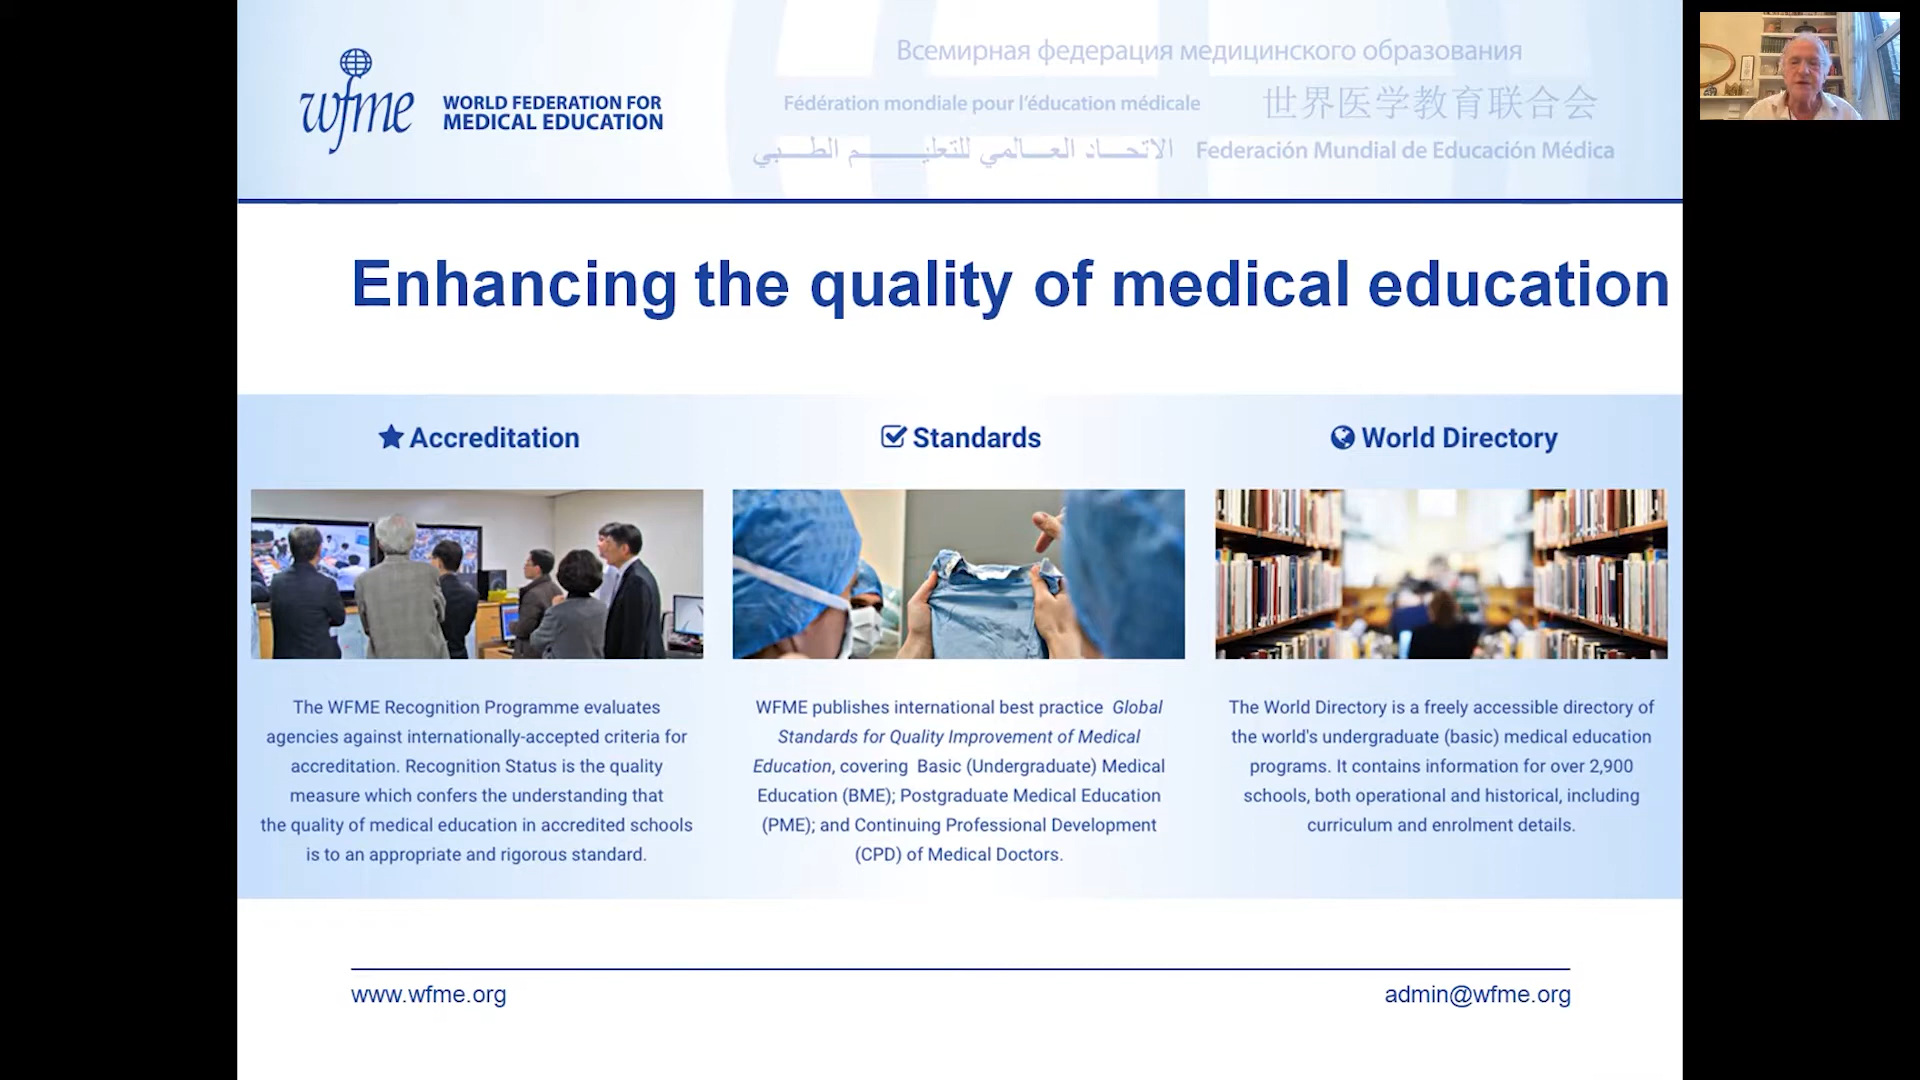 wfme
WORLD FEDERATION FOR
MEDICAL EDUCATION
Всемирная федерация медицинского образования
Fédération mondiale pour l'éducation médicale
世界医学教育联合会
الاتحـــاد العـــالمي للتعليـــــــم الطـــبي
Federación Mundial de Educación Médica
Enhancing the quality of medical education
Accreditation
The WFME Recognition Programme evaluates
agencies against internationally-accepted criteria for
accreditation. Recognition Status is the quality
measure which confers the understanding that
the quality of medical education in accredited schools
is to an appropriate and rigorous standard.
Standards
WFME publishes international best practice Global
Standards for Quality Improvement of Medical
Education, covering Basic (Undergraduate) Medical
Education (BME); Postgraduate Medical Education
(PME); and Continuing Professional Development
(CPD) of Medical Doctors.
World Directory
The World Directory is a freely accessible directory of
the world's undergraduate (basic) medical education
programs. It contains information for over 2,900
schools, both operational and historical, including
curriculum and enrolment details.
www.wfme.org
admin@wfme.org